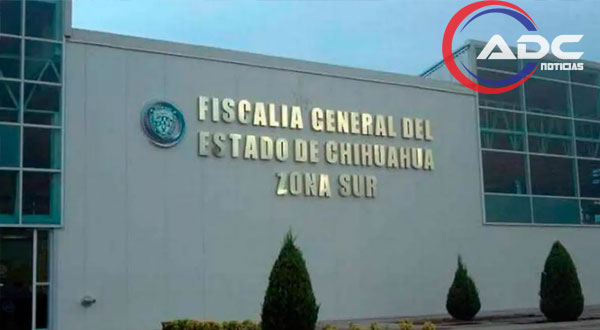 ADC
NOTICIAS
FISCALIA GENERAL DEL
ESTADO DE CHIHUAHUA
ZONA SUR